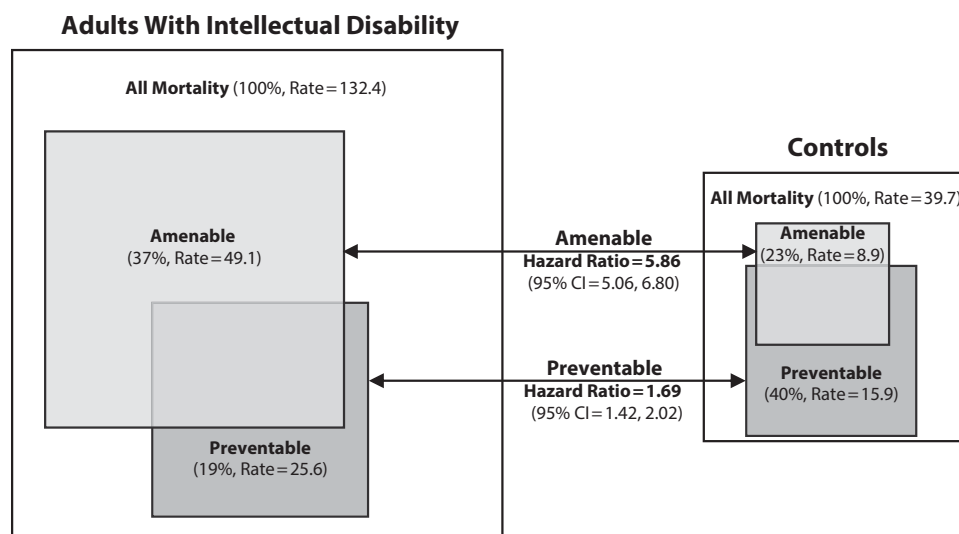 Adults With Intellectual Disability
All Mortality (100%, Rate=132.4)
Amenable
(37%, Rate=49.1)
Preventable
(19%, Rate=25.6)
Amenable
Hazard Ratio=5.86
(95% CI=5.06, 6.80)
Preventable
Hazard Ratio=1.69
(95% CI=1.42, 2.02)
Controls
All Mortality (100%, Rate=39.7)
Amenable
(23%, Rate=8.9)
Preventable
(40%, Rate=15.9)